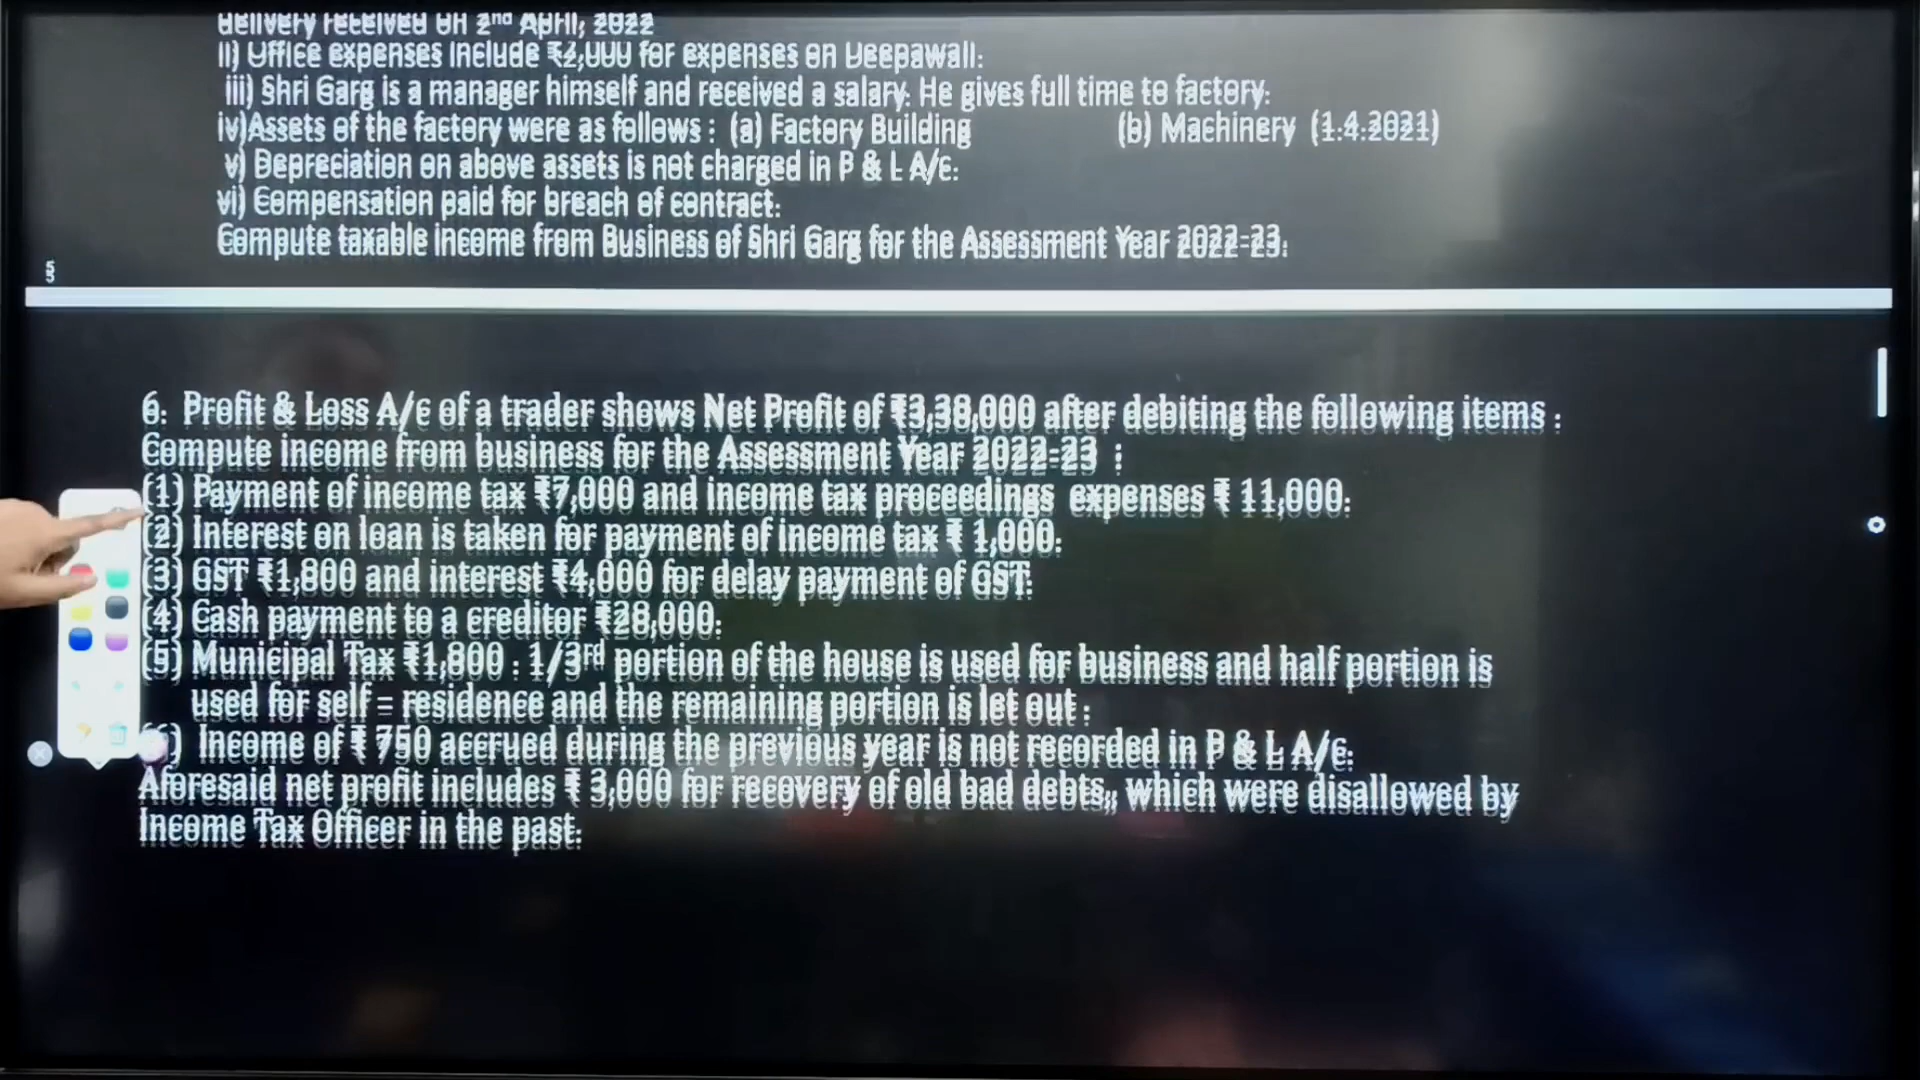 delivery received on 2nd April, 2022
ii) Office expenses include ₹2,000 for expenses on Deepawali.
iii) Shri Garg is a manager himself and received a salary. He gives full time to factory.
iv)Assets of the factory were as follows : (a) Factory Building (b) Machinery (1.4.2021)
v) Depreciation on above assets is not charged in P & L A/c.
vi) Compensation paid for breach of contract.
Compute taxable income from Business of Shri Garg for the Assessment Year 2022-23.
5
6. Profit & Loss A/c of a trader shows Net Profit of ₹3,38,000 after debiting the following items :
Compute income from business for the Assessment Year 2022-23 :
(1) Payment of income tax ₹7,000 and income tax proceedings expenses ₹ 11,000.
(2) Interest on loan is taken for payment of income tax ₹ 1,000.
(3) GST ₹1,800 and interest ₹4,000 for delay payment of GST.
(4) Cash payment to a creditor ₹28,000.
(5) Municipal Tax ₹1,800 : 1/3rd portion of the house is used for business and half portion is
used for self – residence and the remaining portion is let out .
(6) Income of ₹ 750 accrued during the previous year is not recorded in P & L A/c.
Aforesaid net profit includes ₹ 3,000 for recovery of old bad debts,, which were disallowed by
Income Tax Officer in the past.